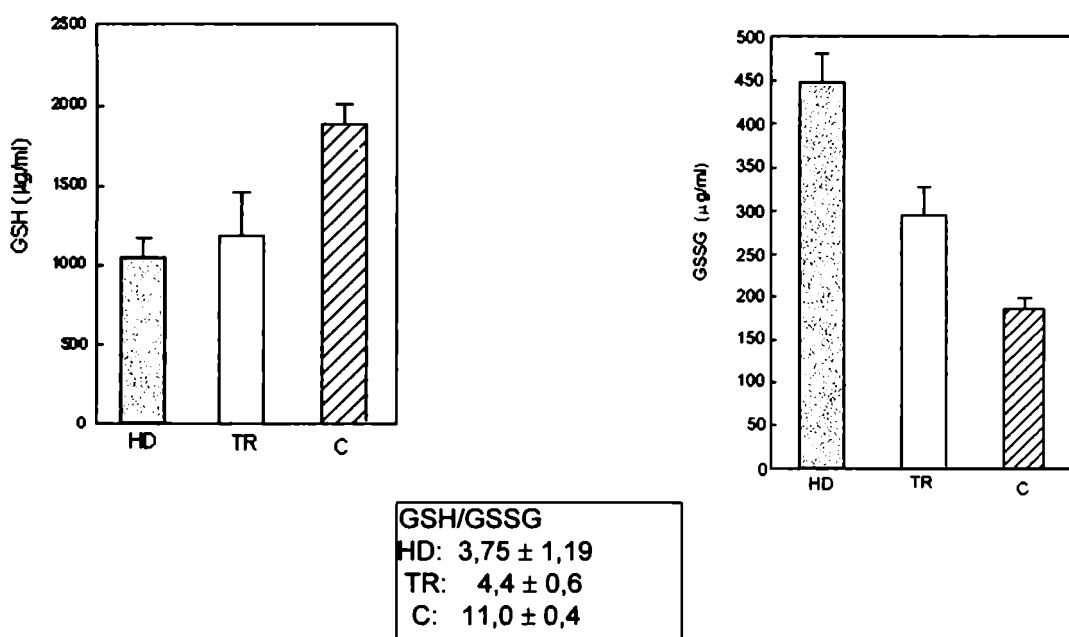 2500
2000
1500
1000
500
0
GSH (µg/ml)
HD TR C
500
450
400
350
300
250
200
150
100
50
0
GSSG (µg/ml)
HD TR C
GSH/GSSG
HD: 3,75 ± 1,19
TR: 4,4 ± 0,6
C: 11,0 ± 0,4